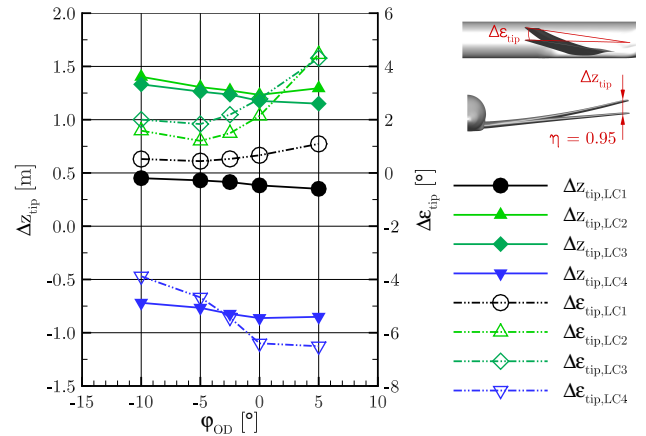 2.0
1.5
1.0
0.5
0.0
-0.5
-1.0
-1.5
Δz_tip [m]
6
4
2
0
-2
-4
-6
-8
Δε_tip [°]
-15 -10 -5 0 5 10
φ_OD [°]
Δε_tip
Δz_tip
η = 0.95
Δz_tip,LC1
Δz_tip,LC2
Δz_tip,LC3
Δz_tip,LC4
Δε_tip,LC1
Δε_tip,LC2
Δε_tip,LC3
Δε_tip,LC4